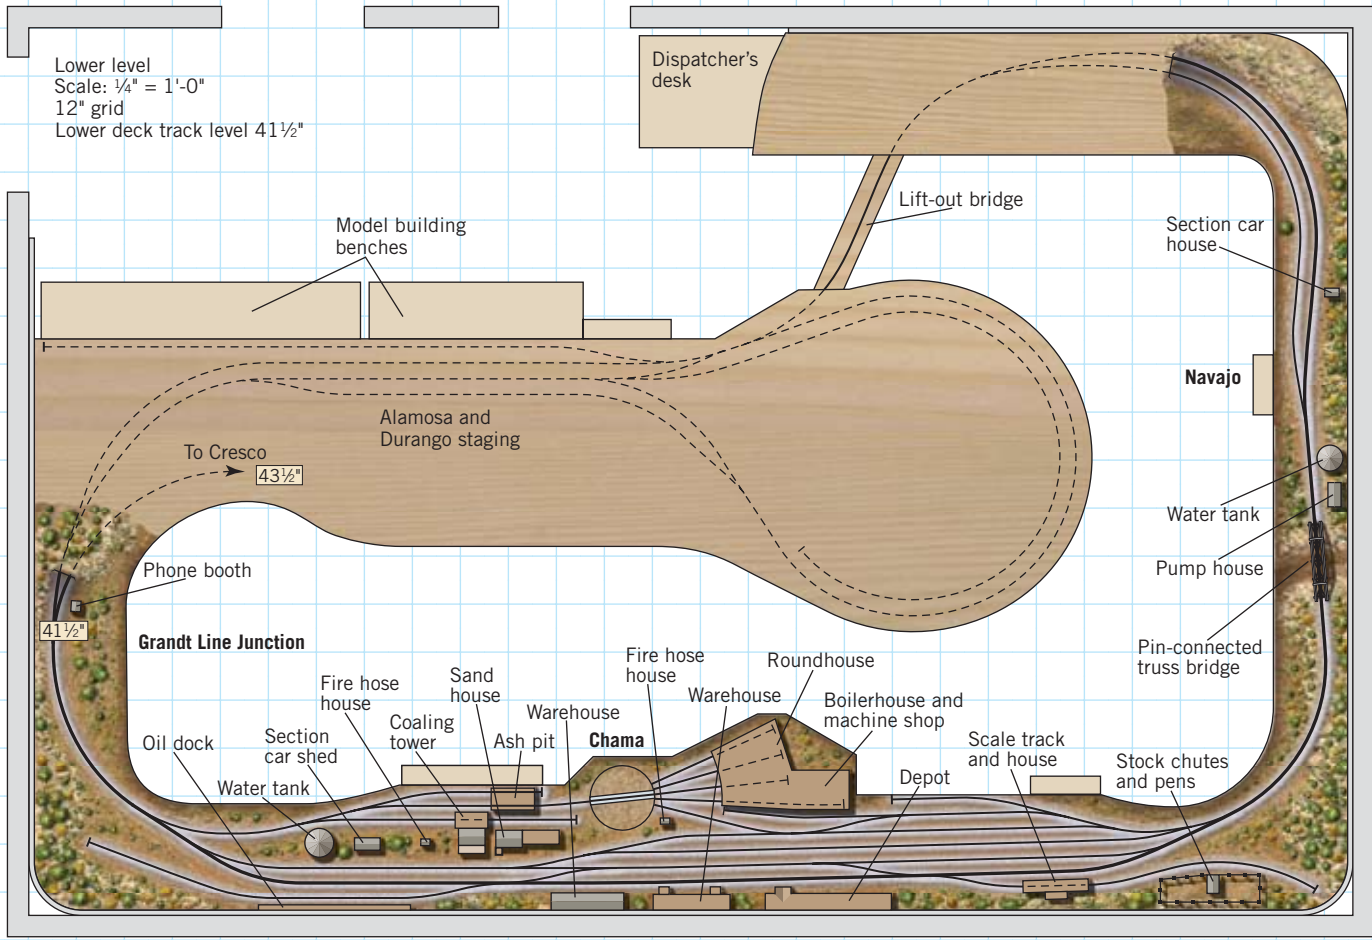 Lower level
Scale: ¼" = 1'-0"
12" grid
Lower deck track level 41½"
Dispatcher's
desk
Lift-out bridge
Section car
house
Model building
benches
Navajo
Alamosa and
Durango staging
To Cresco
43½"
Water tank
Pump house
Phone booth
41½"
Grandt Line Junction
Pin-connected
truss bridge
Fire hose
house
Roundhouse
Sand
house
Fire hose
house
Warehouse
Boilerhouse and
machine shop
Coaling
tower
Warehouse
Chama
Oil dock
Section
car shed
Ash pit
Scale track
and house
Stock chutes
and pens
Depot
Water tank